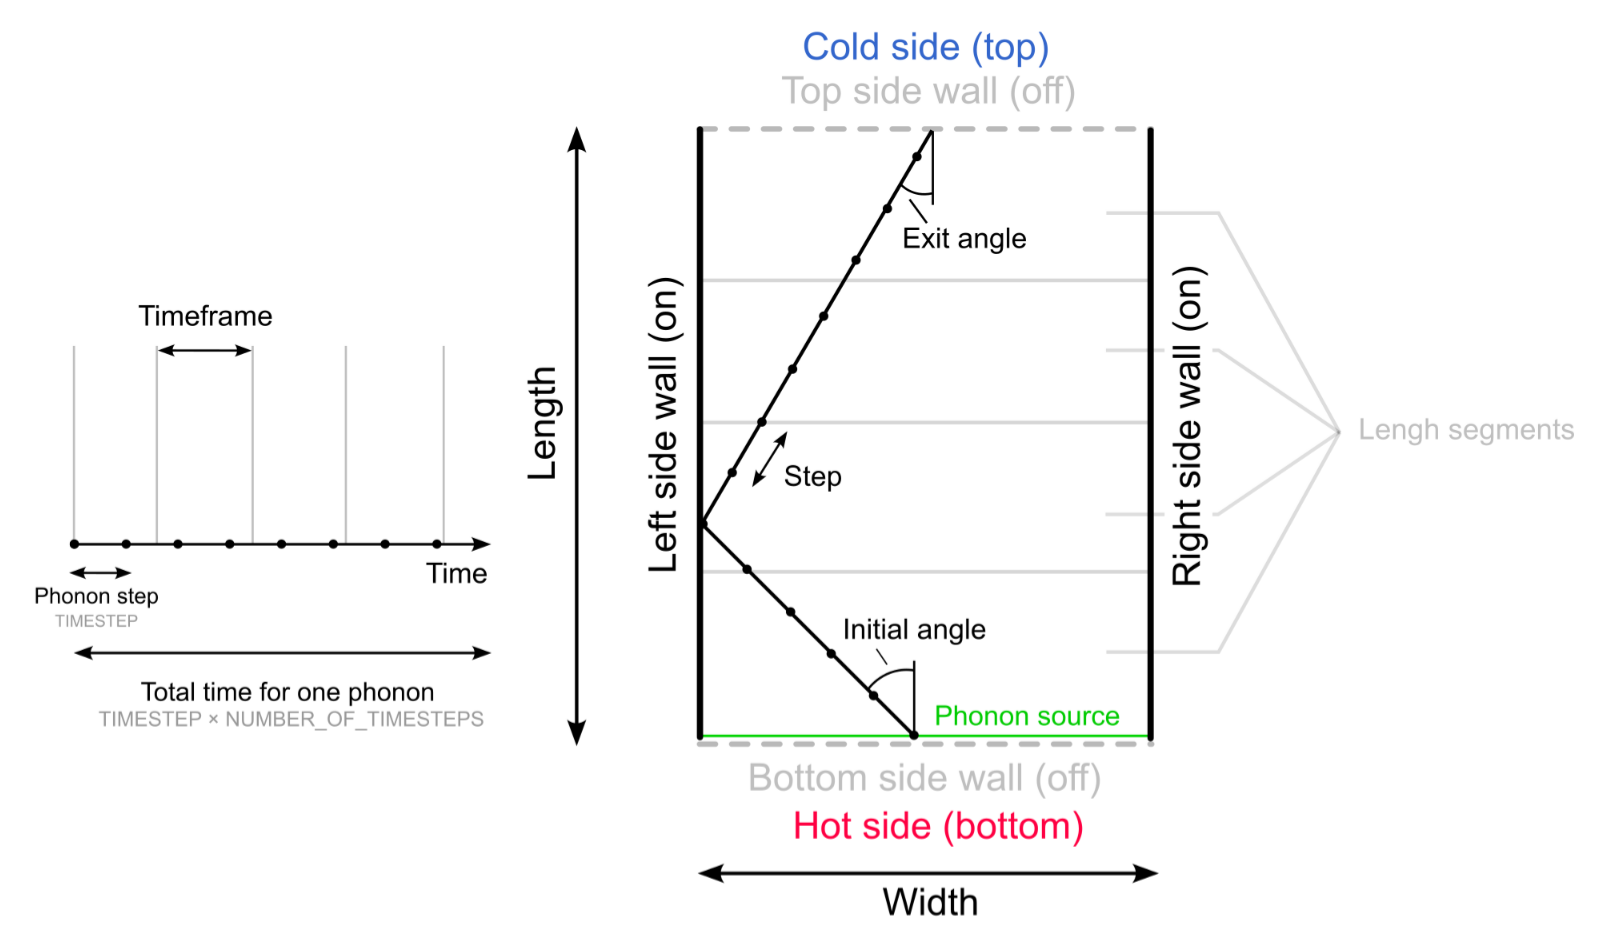 Cold side (top)
Top side wall (off)
Exit angle
Timeframe
Length
Left side wall (on)
Right side wall (on)
Lengh segments
Step
Time
Phonon step
TIMESTEP
Initial angle
Total time for one phonon
TIMESTEP × NUMBER_OF_TIMESTEPS
Phonon source
Bottom side wall (off)
Hot side (bottom)
Width